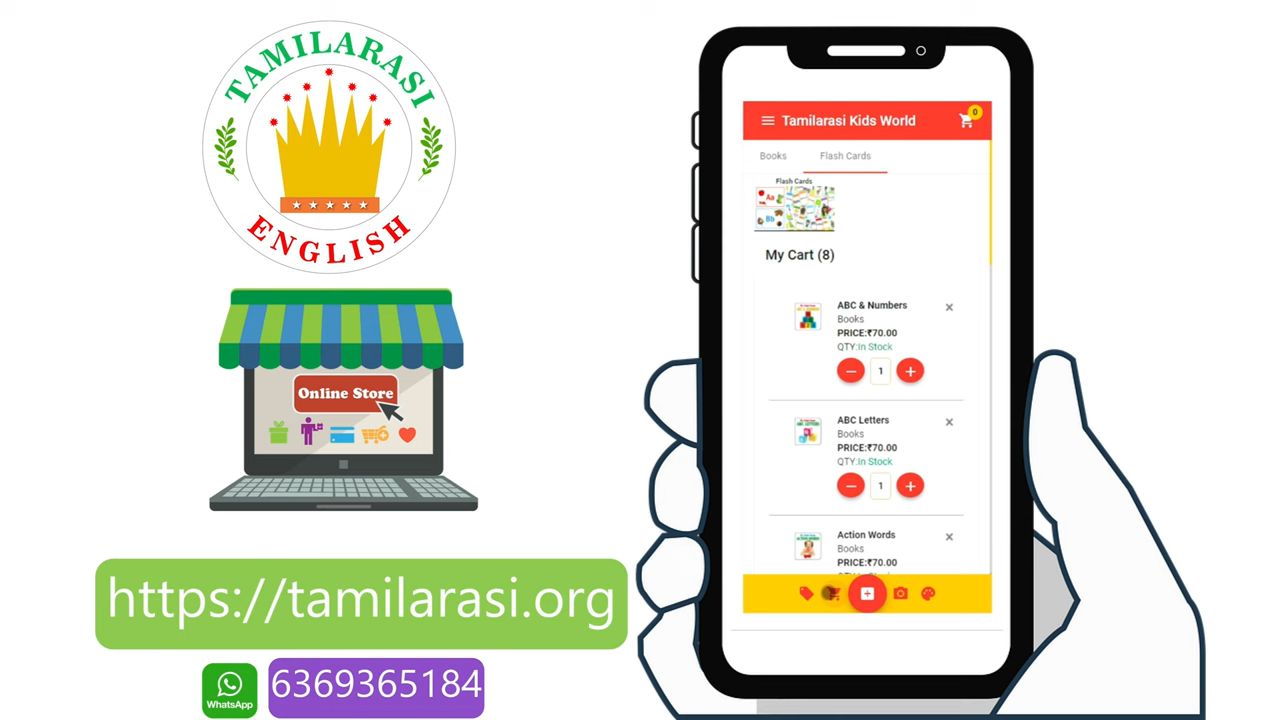 TAMILARASI
ENGLISH
Online Store
https://tamilarasi.org
WhatsApp
6369365184
Tamilarasi Kids World
0
Books
Flash Cards
Flash Cards
Aa
Bb
My Cart (8)
ABC & Numbers
Books
PRICE:₹70.00
QTY:In Stock
1
ABC Letters
Books
PRICE:₹70.00
QTY:In Stock
1
Action Words
Books
PRICE:₹70.00